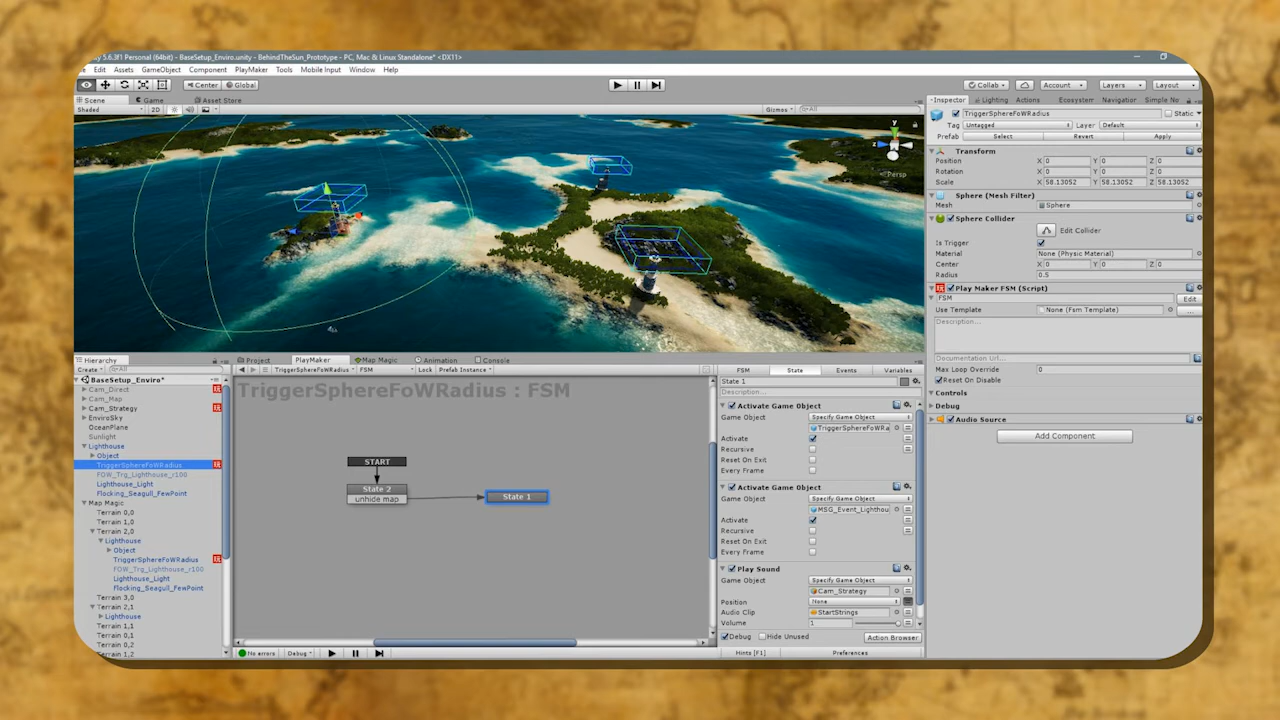 5.6.3f1 Personal (64bit) - BaseSetup_Enviro.unity - BehindTheSun_Prototype - PC, Mac & Linux Standalone* <DX11>
Edit Assets GameObject Component PlayMaker Tools Mobile Input Window Help
Center Global Collab Account Layers Layout
Scene Game Asset Store
Shaded 2D Gizmos All
y
z
Persp
Inspector Lighting Actions Ecosystem Navigation Simple No
TriggerSphereFoWRadius Static
Tag Untagged Layer Default
Prefab Select Revert Apply
Transform
Position X 0 Y 0 Z 0
Rotation X 0 Y 0 Z 0
Scale X 58.13052 Y 58.13052 Z 58.13052
Sphere (Mesh Filter)
Mesh Sphere
Sphere Collider
Edit Collider
Is Trigger
Material None (Physic Material)
Center X 0 Y 0 Z 0
Radius 0.5
Play Maker FSM (Script)
FSM Edit
Use Template None (Fsm Template) ...
Description...
Documentation Url...
Max Loop Override 0
Reset On Disable
Controls
Debug
Audio Source
Add Component
Hierarchy
Create All
BaseSetup_Enviro*
Cam_Direct
Cam_Map
Cam_Strategy
EnviroSky
OceanPlane
Sunlight
Lighthouse
Object
TriggerSphereFoWRadius
FOW_Trg_Lighthouse_r100
Lighthouse_Light
Flocking_Seagull_FewPoint
Map Magic
Terrain 0,0
Terrain 1,0
Terrain 2,0
Lighthouse
Object
TriggerSphereFoWRadius
FOW_Trg_Lighthouse_r100
Lighthouse_Light
Flocking_Seagull_FewPoint
Terrain 3,0
Terrain 2,1
Lighthouse
Terrain 1,1
Terrain 0,1
Terrain 0,2
Terrain 1,2
Project PlayMaker Map Magic Animation Console
TriggerSphereFoWRadius FSM Lock Prefab Instance
TriggerSphereFoWRadius : FSM
START
State 2
unhide map
State 1
No errors Debug
FSM State Events Variables
State 1
Description...
Activate Game Object
Game Object Specify Game Object
TriggerSphereFoWRa
Activate
Recursive
Reset On Exit
Every Frame
Activate Game Object
Game Object Specify Game Object
MSG_Event_Lighthou
Activate
Recursive
Reset On Exit
Every Frame
Play Sound
Game Object Specify Game Object
Cam_Strategy
Position None
Audio Clip StartStrings
Volume 1
Debug Hide Unused Action Browser
Hints [F1] Preferences